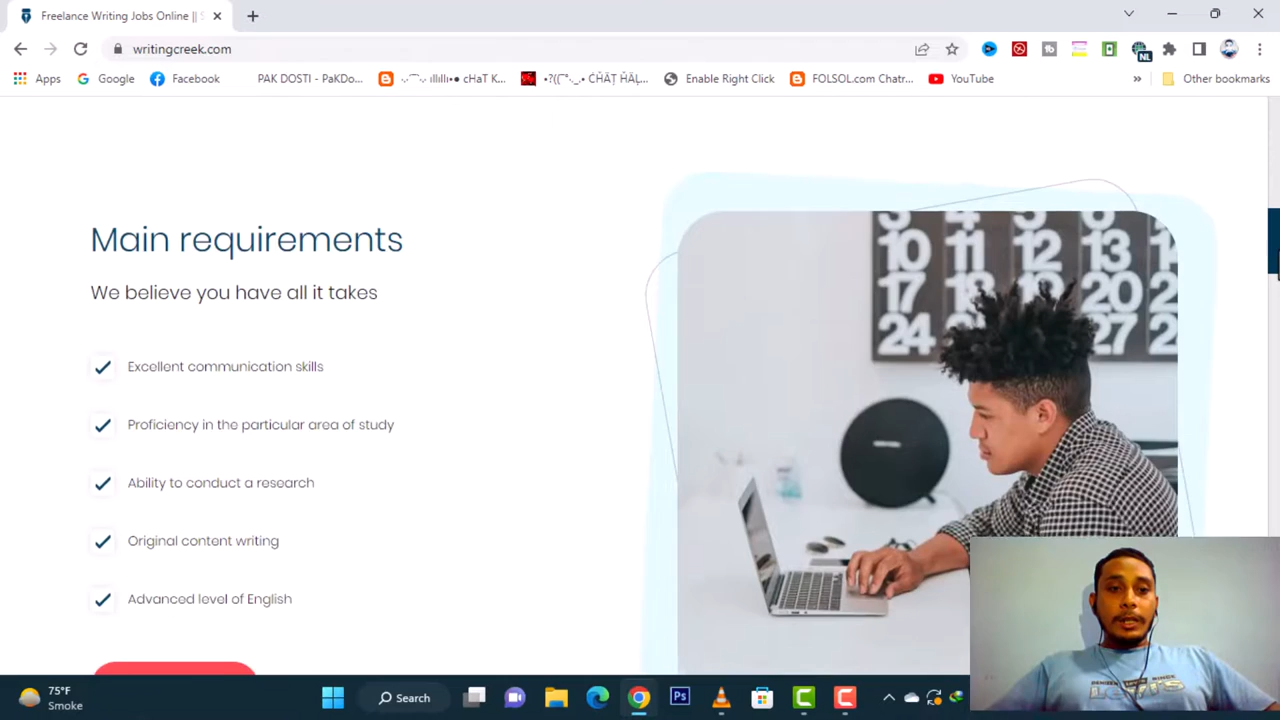 Freelance Writing Jobs Online ||
writingcreek.com
NL
Apps
Google
Facebook
PAK DOSTI - PaKDo...
Enable Right Click
FOLSOL.com Chatr...
YouTube
»
Other bookmarks
Main requirements
We believe you have all it takes
Excellent communication skills
Proficiency in the particular area of study
Ability to conduct a research
Original content writing
Advanced level of English
10 11 12 13
17 18
24 27
75°F
Smoke
Search
Ps